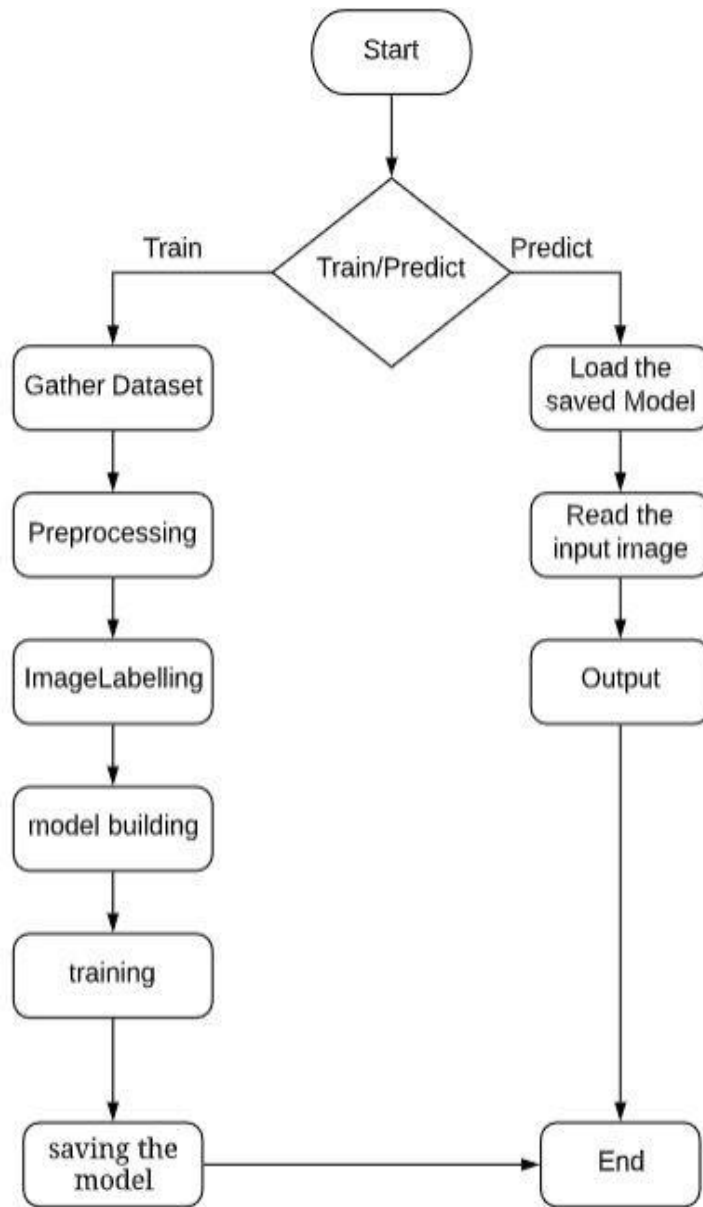 Start
Train
Train/Predict
Predict
Gather Dataset
Load the
saved Model
Preprocessing
Read the
input image
ImageLabelling
Output
model building
training
saving the
model
End